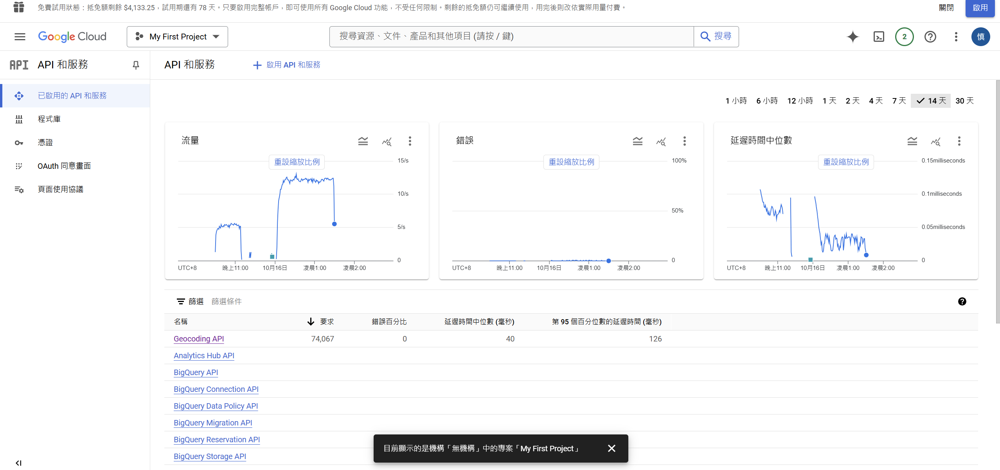 免費試用狀態：抵免額剩餘 $4,133.25，試用期還有 78 天。只要啟用完整帳戶，即可使用所有 Google Cloud 功能，不受任何限制。剩餘的抵免額仍可繼續使用，用完後則改依實際用量付費。
關閉
啟用
Google Cloud
My First Project
搜尋資源、文件、產品和其他項目 (請按 / 鍵)
搜尋
2
慎
API
API 和服務
已啟用的 API 和服務
程式庫
憑證
OAuth 同意畫面
頁面使用協議
API 和服務
啟用 API 和服務
1 小時
6 小時
12 小時
1 天
2 天
4 天
7 天
14 天
30 天
流量
重設縮放比例
15/s
10/s
5/s
0
UTC+8
晚上11:00
10月16日
凌晨1:00
凌晨2:00
錯誤
重設縮放比例
100%
50%
0
UTC+8
晚上11:00
10月16日
凌晨1:00
凌晨2:00
延遲時間中位數
重設縮放比例
0.15milliseconds
0.1milliseconds
0.05milliseconds
0
UTC+8
晚上11:00
10月16日
凌晨1:00
凌晨2:00
篩選 篩選條件
名稱 要求 錯誤百分比 延遲時間中位數 (毫秒) 第 95 個百分位數的延遲時間 (毫秒)
Geocoding API 74,067 0 40 126
Analytics Hub API
BigQuery API
BigQuery Connection API
BigQuery Data Policy API
BigQuery Migration API
BigQuery Reservation API
BigQuery Storage API
目前顯示的是機構「無機構」中的專案「My First Project」